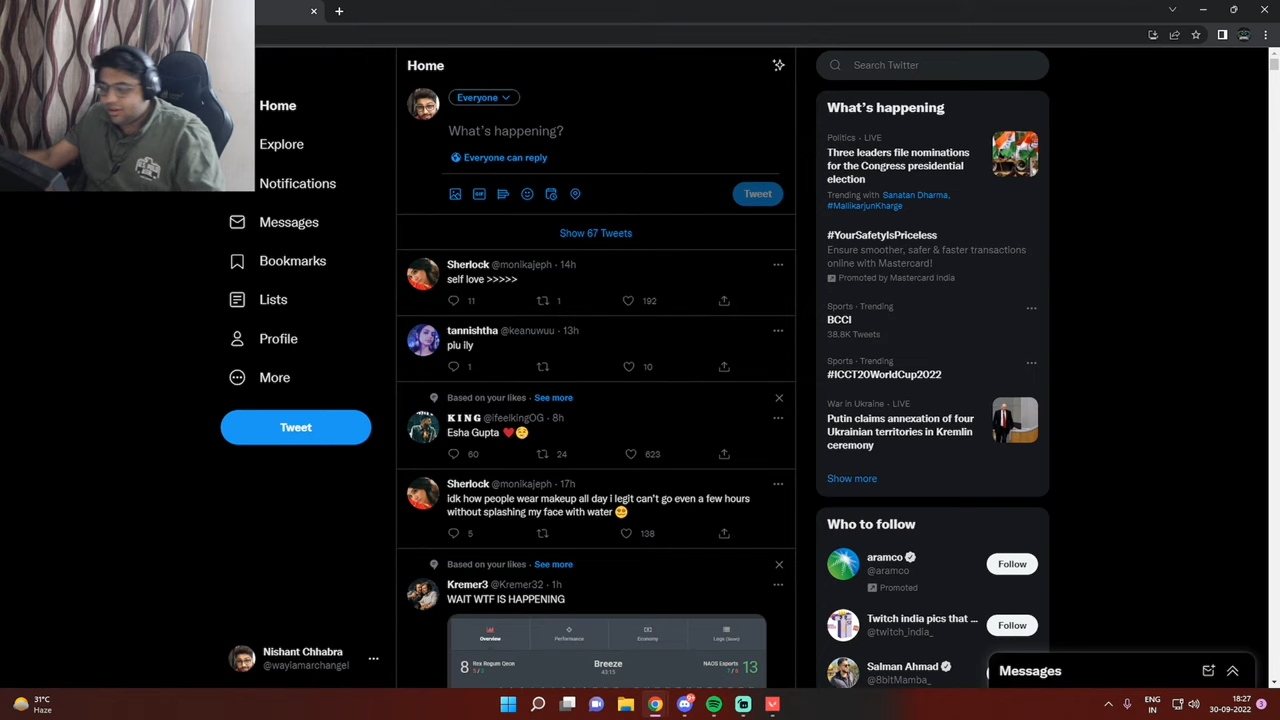 Home
Explore
Notifications
Messages
Bookmarks
Lists
Profile
More
Tweet
Nishant Chhabra
@waylamarchangel
Home
Everyone
What's happening?
Everyone can reply
GIF
Tweet
Show 67 Tweets
Sherlock @monikajeph · 14h
self love >>>>>
11 1 192
tannishtha @keanuwuu · 13h
piu ily
1 10
Based on your likes · See more
K I N G @ifeelkingOG · 8h
Esha Gupta ❤️☺️
60 24 623
Sherlock @monikajeph · 17h
idk how people wear makeup all day i legit can't go even a few hours
without splashing my face with water 😵‍💫
5 138
Based on your likes · See more
Kremer3 @Kremer32 · 1h
WAIT WTF IS HAPPENING
Overview Performance Economy Logs (beta)
8 Rex Regum Qeon Breeze NAOS Esports 13
43:15
Search Twitter
What's happening
Politics · LIVE
Three leaders file nominations
for the Congress presidential
election
Trending with Sanatan Dharma,
#MallikarjunKharge
#YourSafetyIsPriceless
Ensure smoother, safer & faster transactions
online with Mastercard!
Promoted by Mastercard India
Sports · Trending
BCCI
38.8K Tweets
Sports · Trending
#ICCT20WorldCup2022
War in Ukraine · LIVE
Putin claims annexation of four
Ukrainian territories in Kremlin
ceremony
Show more
Who to follow
aramco
@aramco
Promoted
Follow
Twitch india pics that ...
@twitch_india_
Follow
Salman Ahmad
@8bitMamba_
Messages
31°C
Haze
ENG
IN
18:27
30-09-2022
3